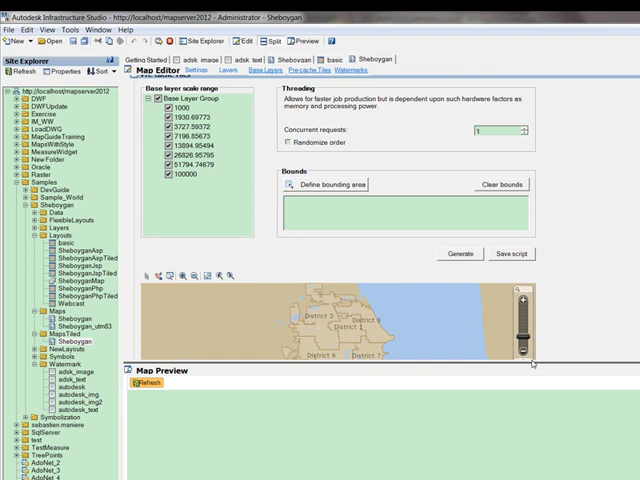 Autodesk Infrastructure Studio - http://localhost/mapserver2012 - Administrator - Sheboygan
File Edit View Tools Window Help
New Open Site Explorer Edit Split Preview
Site Explorer
Refresh Properties Sort
http://localhost/mapserver2012
DWF
DWFUpdate
Exercise
IM_WW
LoadDWG
MapGuideTraining
MapsWithStyle
MeasureWidget
New Folder
Oracle
Raster
Samples
DevGuide
Sample_World
Sheboygan
Data
FlexibleLayouts
Layers
Layouts
basic
SheboyganAsp
SheboyganAspTiled
SheboyganJsp
SheboyganJspTiled
SheboyganMap
SheboyganPhp
SheboyganPhpTiled
Webcast
Maps
Sheboygan
Sheboygan_utm83
MapsTiled
Sheboygan
NewLayouts
Symbols
Watermark
adsk_image
adsk_text
autodesk
autodesk_img
autodesk_img2
autodesk_text
Symbolization
sebastien.maniere
SqlServer
test
TestMeasure
TreePoints
AdoNet_2
AdoNet_3
AdoNet_4
Getting Started adsk_image adsk_text Sheboygan basic Sheboygan
Map Editor Settings Layers Base Layers Pre-cache Tiles Watermarks
Base layer scale range
Base Layer Group
1000
1930.69773
3727.59372
7196.85673
13894.95494
26826.95795
51794.74679
100000
Threading
Allows for faster job production but is dependent upon such hardware factors as
memory and processing power.
Concurrent requests: 1
Randomize order
Bounds
Define bounding area Clear bounds
Generate Save script
District 2
District 8
District 1
District 6
District 7
Map Preview
Refresh